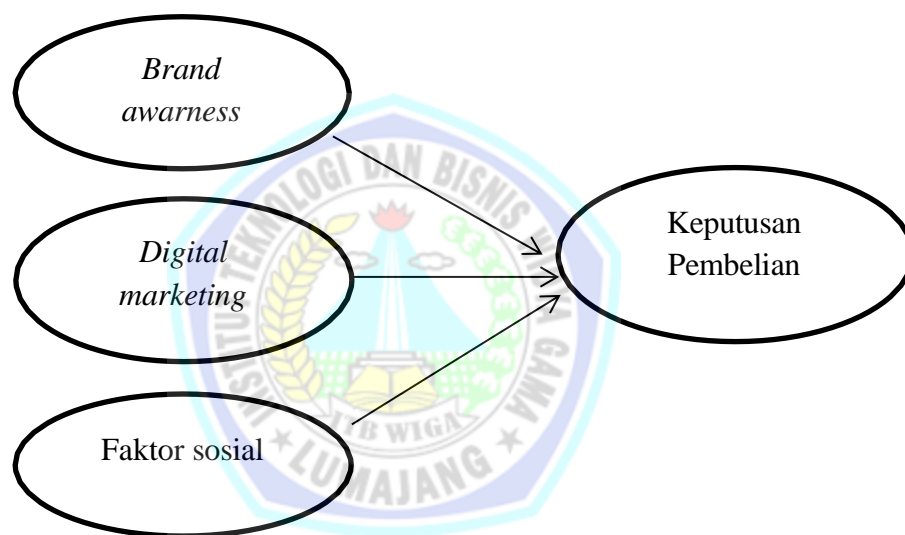 Brand
awarness
Digital
marketing
Faktor sosial
Keputusan
Pembelian
INSTITUT TEKNOLOGI DAN BISNIS WIDYA GAMA
ITB WIGA
LUMAJANG